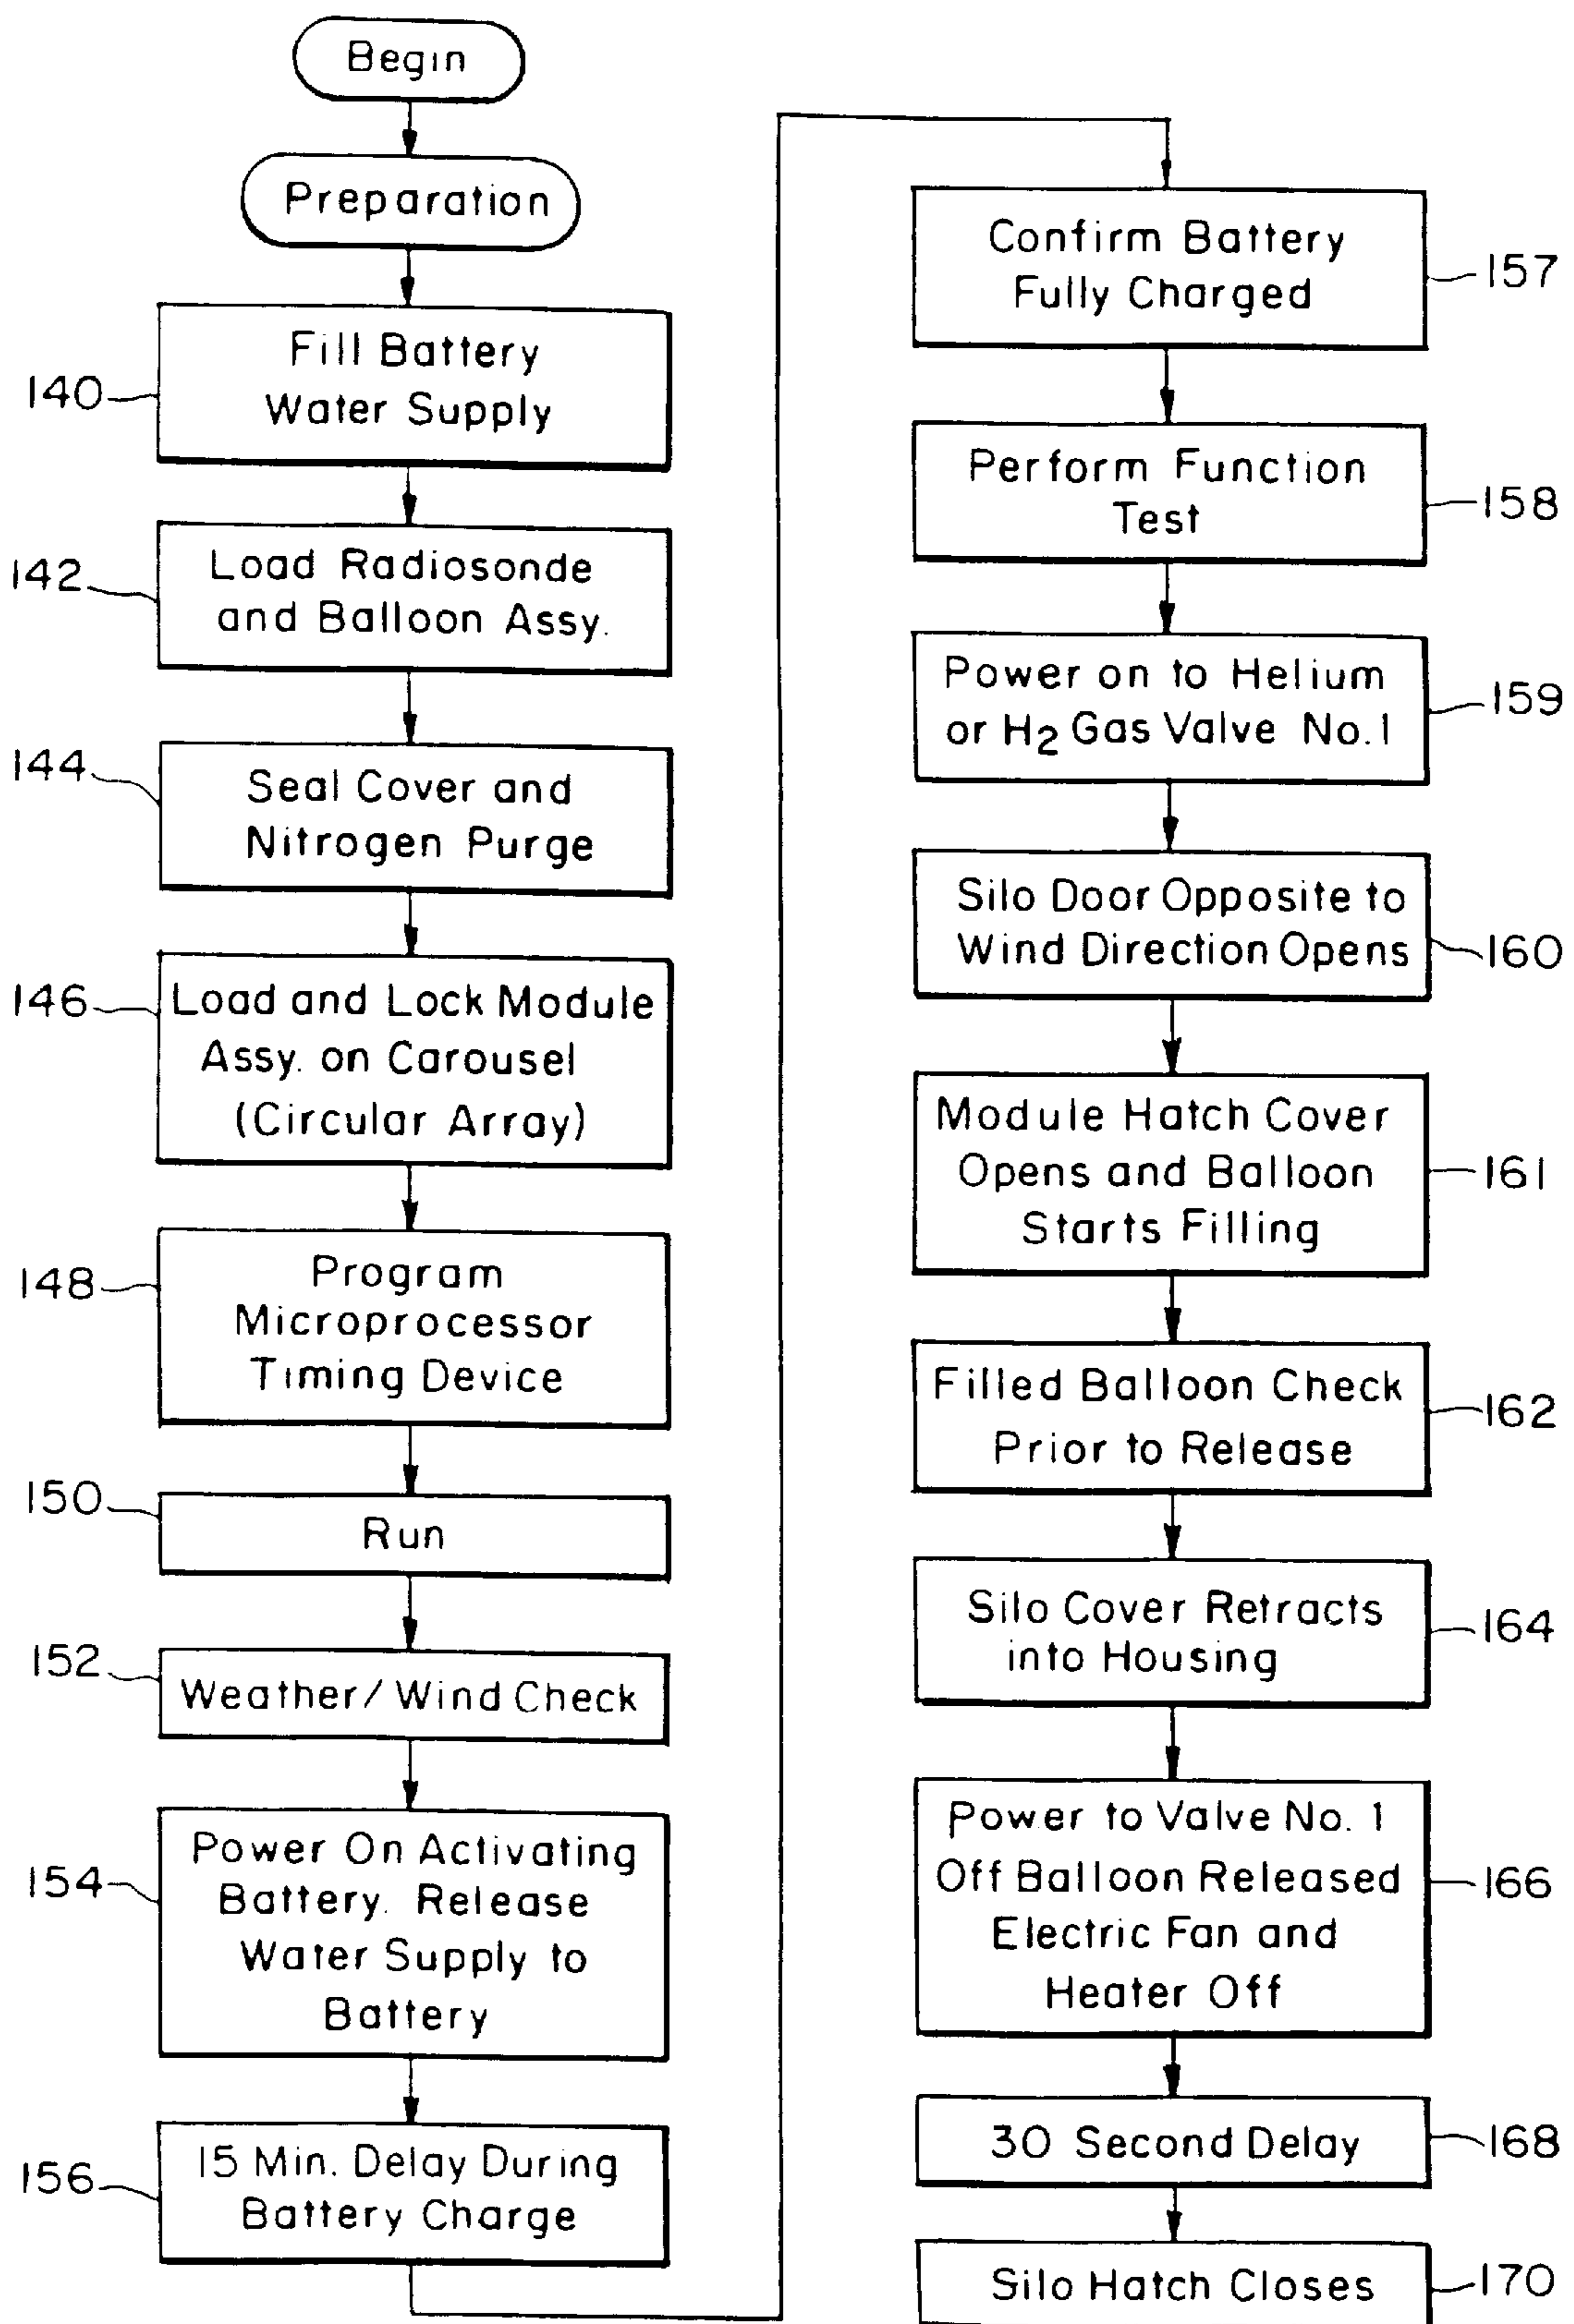 Begin
Preparation
140
Fill Battery
Water Supply
142
Load Radiosonde
and Balloon Assy.
144
Seal Cover and
Nitrogen Purge
146
Load and Lock Module
Assy. on Carousel
(Circular Array)
148
Program
Microprocessor
Timing Device
150
Run
152
Weather/Wind Check
154
Power On Activating
Battery. Release
Water Supply to
Battery
156
15 Min. Delay During
Battery Charge
Confirm Battery
Fully Charged
157
Perform Function
Test
158
Power on to Helium
or H2 Gas Valve No.1
159
Silo Door Opposite to
Wind Direction Opens
160
Module Hatch Cover
Opens and Balloon
Starts Filling
161
Filled Balloon Check
Prior to Release
162
Silo Cover Retracts
into Housing
164
Power to Valve No. 1
Off Balloon Released
Electric Fan and
Heater Off
166
30 Second Delay
168
Silo Hatch Closes
170